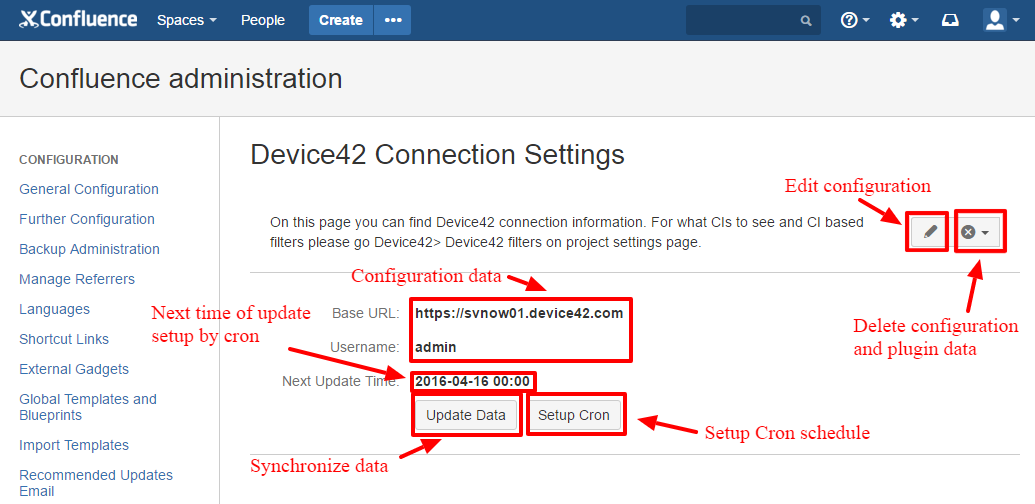 Confluence Spaces People Create •••
Confluence administration
CONFIGURATION
General Configuration
Further Configuration
Backup Administration
Manage Referrers
Languages
Shortcut Links
External Gadgets
Global Templates and
Blueprints
Import Templates
Recommended Updates
Email
Device42 Connection Settings
Edit configuration
On this page you can find Device42 connection information. For what CIs to see and CI based
filters please go Device42> Device42 filters on project settings page.
Configuration data
Next time of update
setup by cron
Base URL: https://svnow01.device42.com
Username: admin
Delete configuration
and plugin data
Next Update Time: 2016-04-16 00:00
Update Data Setup Cron
Setup Cron schedule
Synchronize data